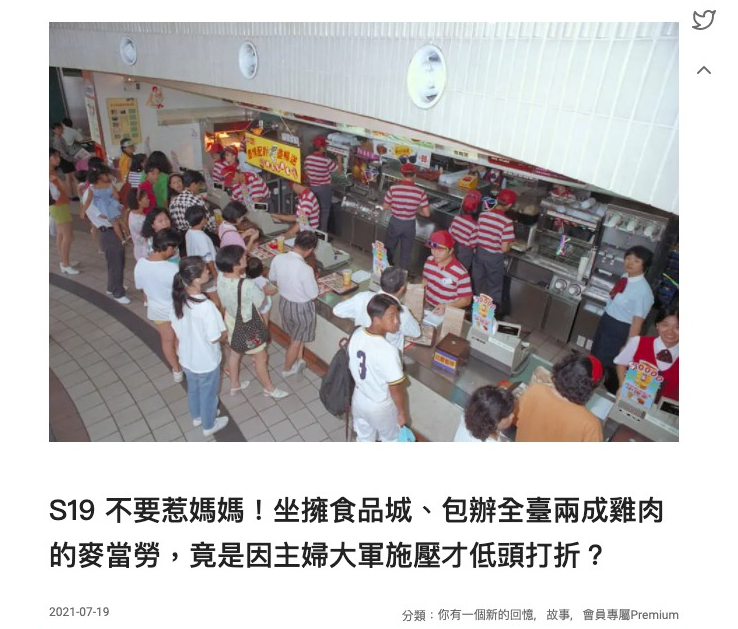 3
S19 不要惹媽媽！坐擁食品城、包辦全臺兩成雞肉
的麥當勞，竟是因主婦大軍施壓才低頭打折？
2021-07-19
分類：你有一個新的回憶, 故事, 會員專屬Premium